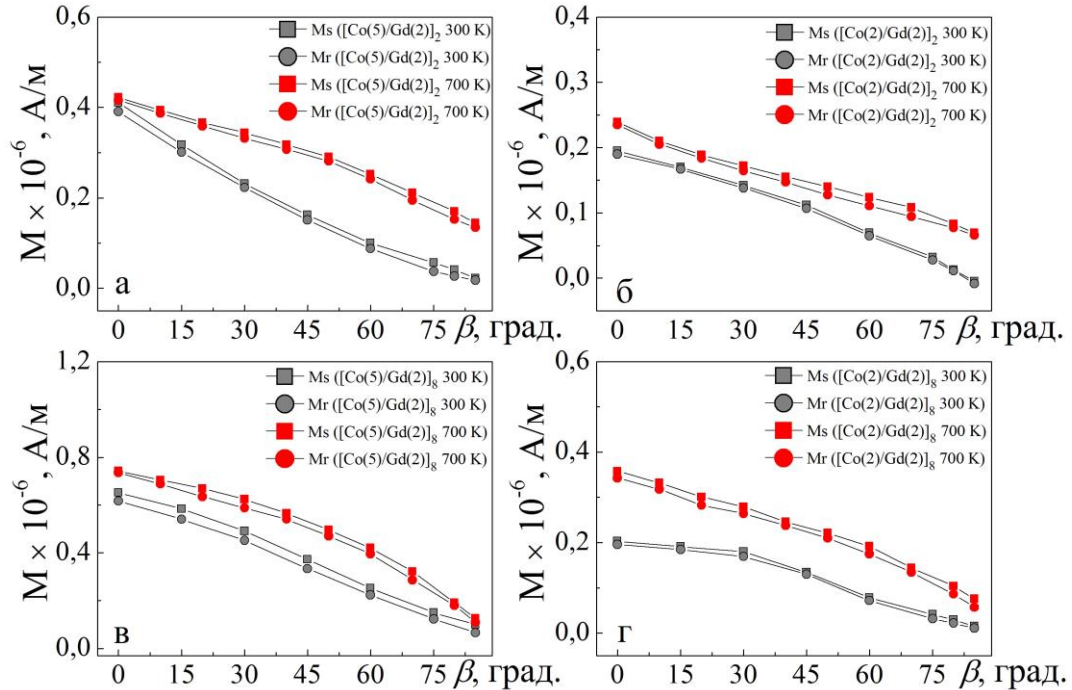 M × 10⁻⁶, А/м
0,6
0,4
0,2
0,0
Ms ([Co(5)/Gd(2)]₂ 300 K)
Mr ([Co(5)/Gd(2)]₂ 300 K)
Ms ([Co(5)/Gd(2)]₂ 700 K)
Mr ([Co(5)/Gd(2)]₂ 700 K)
а
0 15 30 45 60 75 β, град.
M × 10⁻⁶, А/м
0,4
0,3
0,2
0,1
0,0
Ms ([Co(2)/Gd(2)]₂ 300 K)
Mr ([Co(2)/Gd(2)]₂ 300 K)
Ms ([Co(2)/Gd(2)]₂ 700 K)
Mr ([Co(2)/Gd(2)]₂ 700 K)
б
0 15 30 45 60 75 β, град.
M × 10⁻⁶, А/м
1,2
0,8
0,4
0,0
Ms ([Co(5)/Gd(2)]₈ 300 K)
Mr ([Co(5)/Gd(2)]₈ 300 K)
Ms ([Co(5)/Gd(2)]₈ 700 K)
Mr ([Co(5)/Gd(2)]₈ 700 K)
в
0 15 30 45 60 75 β, град.
M × 10⁻⁶, А/м
0,6
0,4
0,2
0,0
Ms ([Co(2)/Gd(2)]₈ 300 K)
Mr ([Co(2)/Gd(2)]₈ 300 K)
Ms ([Co(2)/Gd(2)]₈ 700 K)
Mr ([Co(2)/Gd(2)]₈ 700 K)
г
0 15 30 45 60 75 β, град.